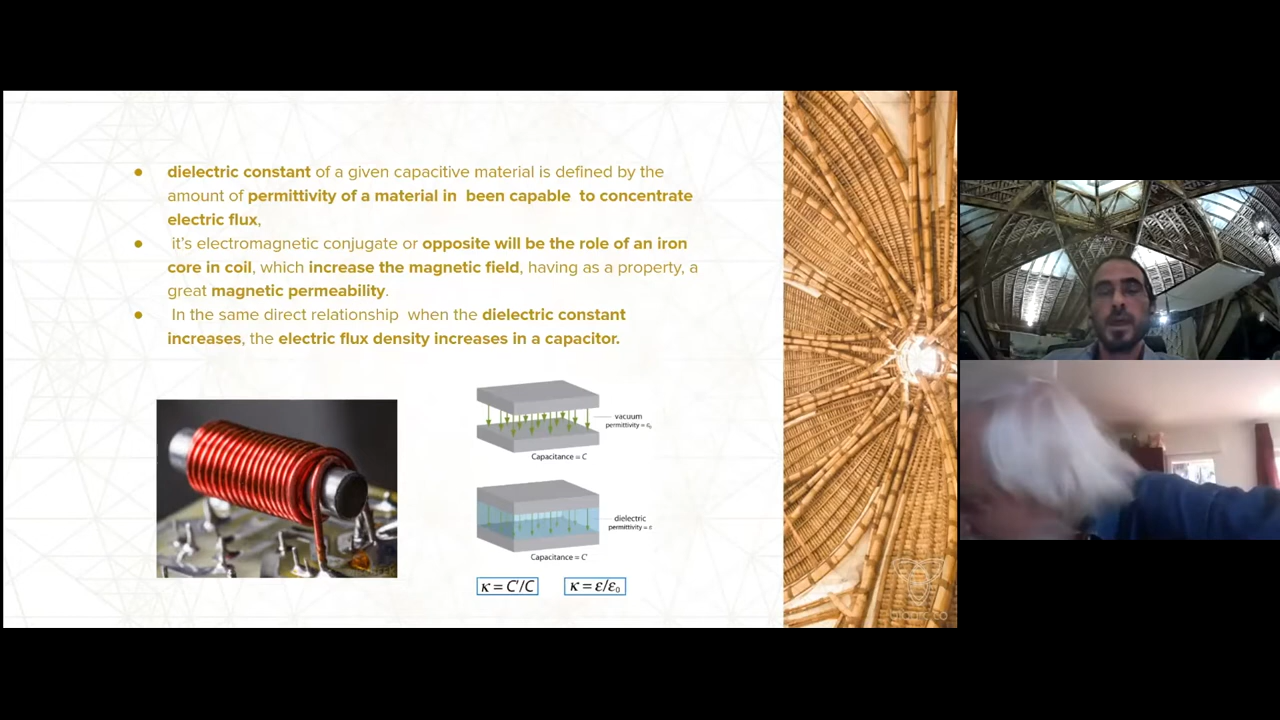 ● dielectric constant of a given capacitive material is defined by the
amount of permittivity of a material in been capable to concentrate
electric flux,
● it's electromagnetic conjugate or opposite will be the role of an iron
core in coil, which increase the magnetic field, having as a property, a
great magnetic permeability.
● In the same direct relationship when the dielectric constant
increases, the electric flux density increases in a capacitor.
vacuum
permittivity = ε₀
Capacitance = C
dielectric
permittivity = ε
Capacitance = C'
κ = C'/C
κ = ε/ε₀